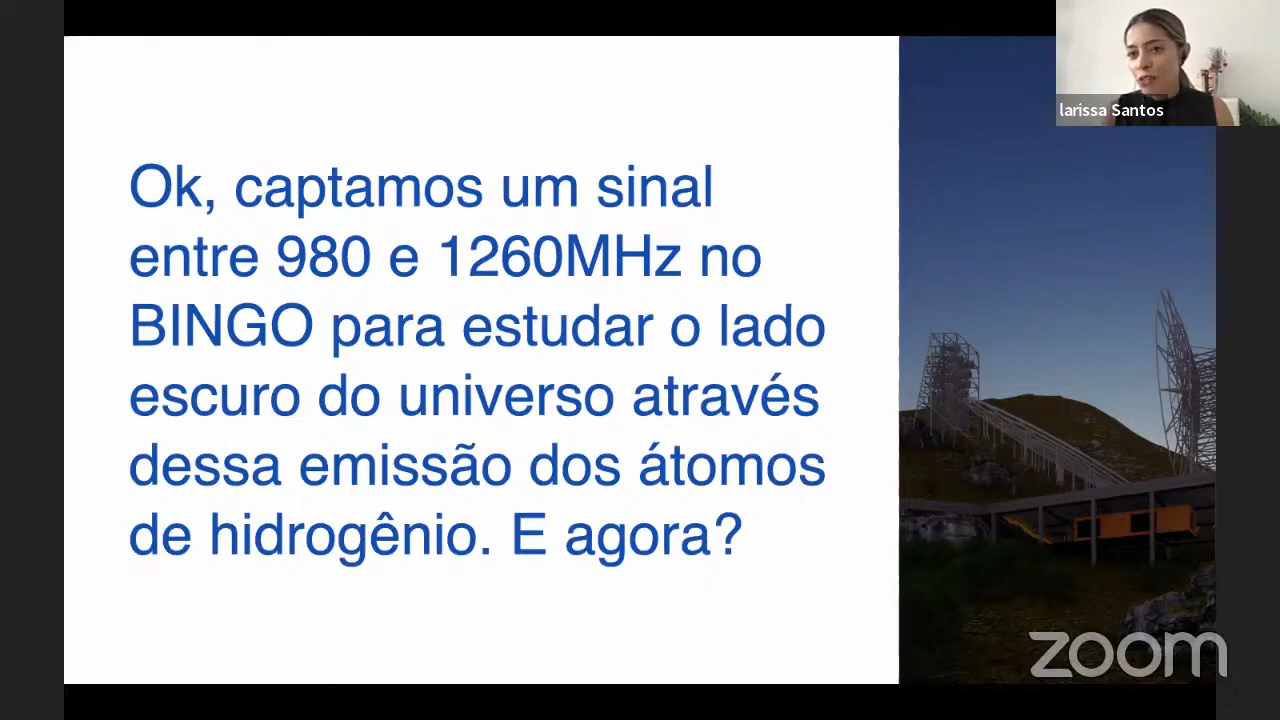 larissa Santos
Ok, captamos um sinal
entre 980 e 1260MHz no
BINGO para estudar o lado
escuro do universo através
dessa emissão dos átomos
de hidrogênio. E agora?
zoom